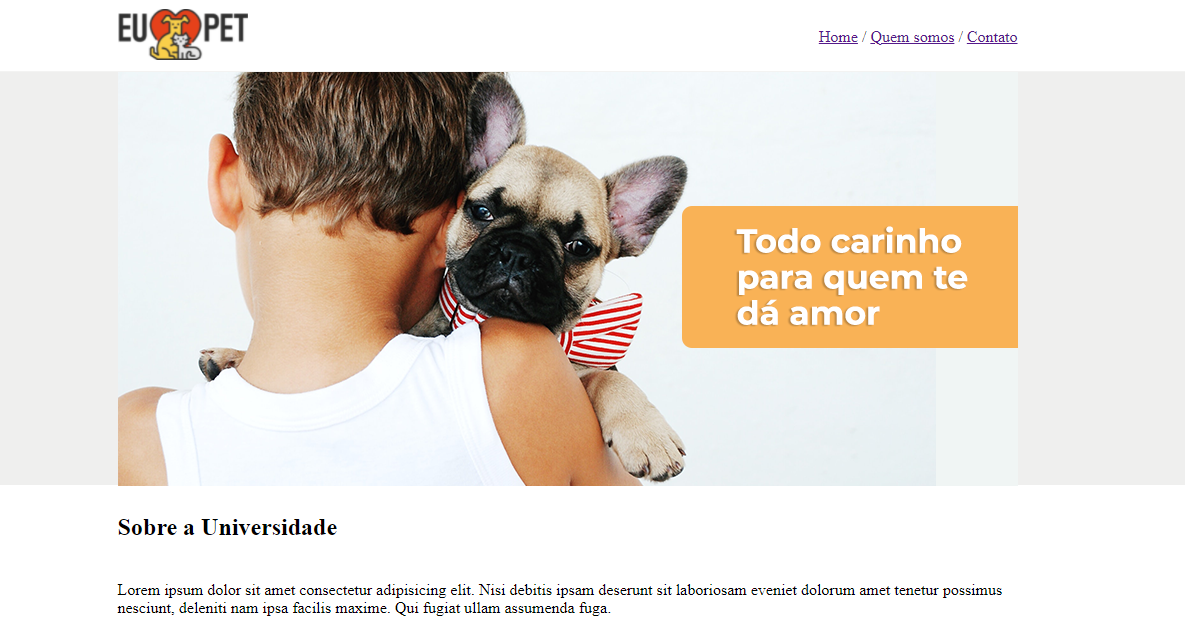 EU PET
Home / Quem somos / Contato
Todo carinho
para quem te
dá amor
Sobre a Universidade
Lorem ipsum dolor sit amet consectetur adipisicing elit. Nisi debitis ipsam deserunt sit laboriosam eveniet dolorum amet tenetur possimus
nesciunt, deleniti nam ipsa facilis maxime. Qui fugiat ullam assumenda fuga.